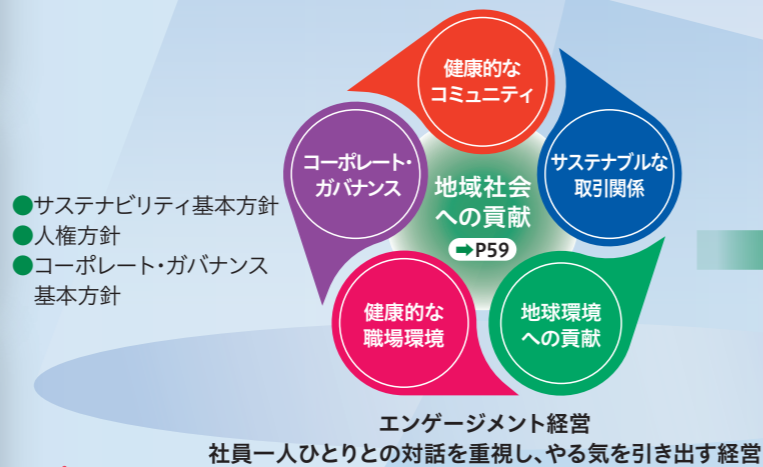 健康的な
コミュニティ
コーポレート・
ガバナンス
地域社会
への貢献
➡P59
サステナブルな
取引関係
●サステナビリティ基本方針
●人権方針
●コーポレート・ガバナンス
基本方針
健康的な
職場環境
地球環境
への貢献
エンゲージメント経営
社員一人ひとりとの対話を重視し、やる気を引き出す経営